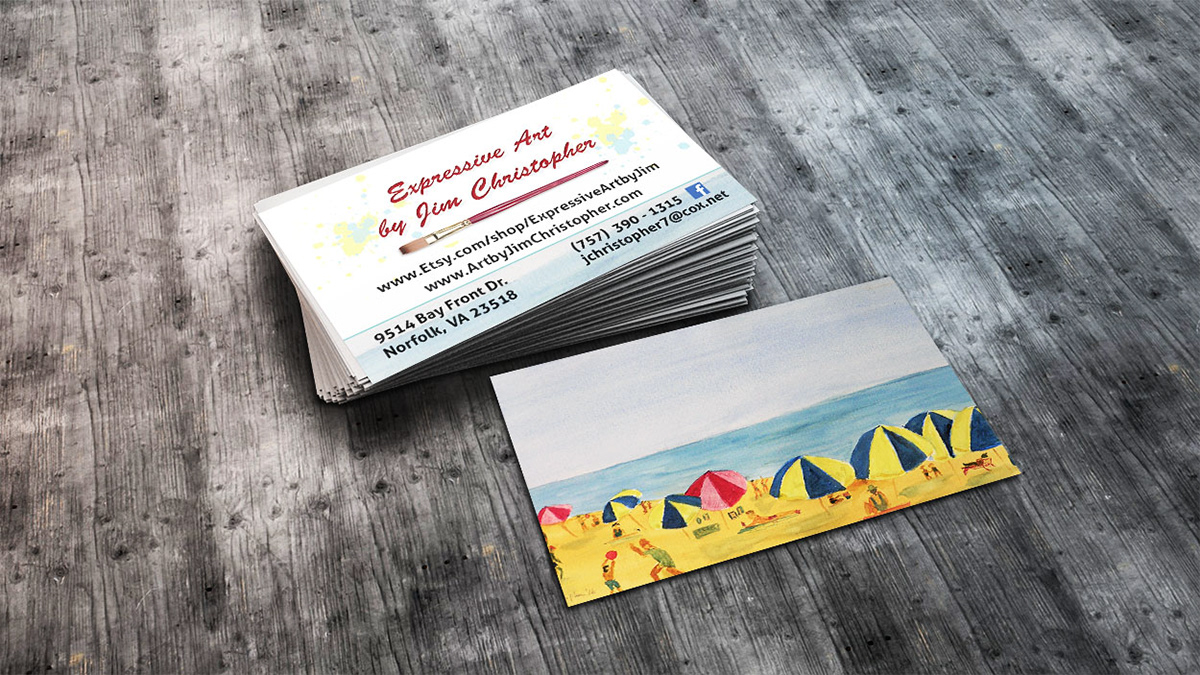 Expressive Art
by Jim Christopher
www.Etsy.com/shop/ExpressiveArtbyJim
www.ArtbyJimChristopher.com
9514 Bay Front Dr.
Norfolk, VA 23518
(757) 390 - 1315 f
jchristopher7@cox.net